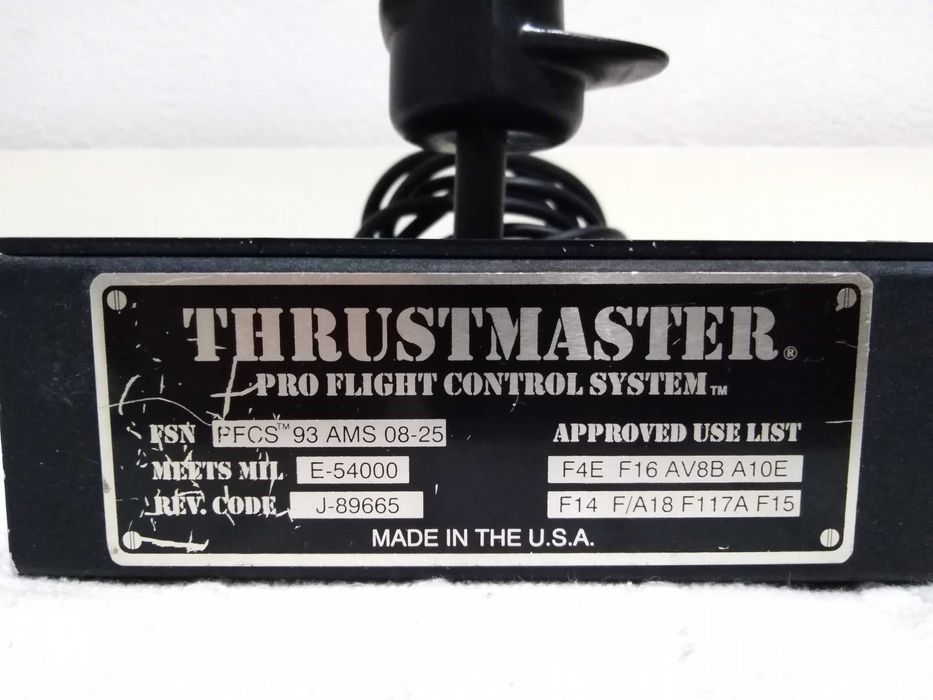 THRUSTMASTER®
PRO FLIGHT CONTROL SYSTEM™
FSN PFCS™ 93 AMS 08-25
MEETS MIL E-54000
REV. CODE J-89665
APPROVED USE LIST
F4E F16 AV8B A10E
F14 F/A18 F117A F15
MADE IN THE U.S.A.